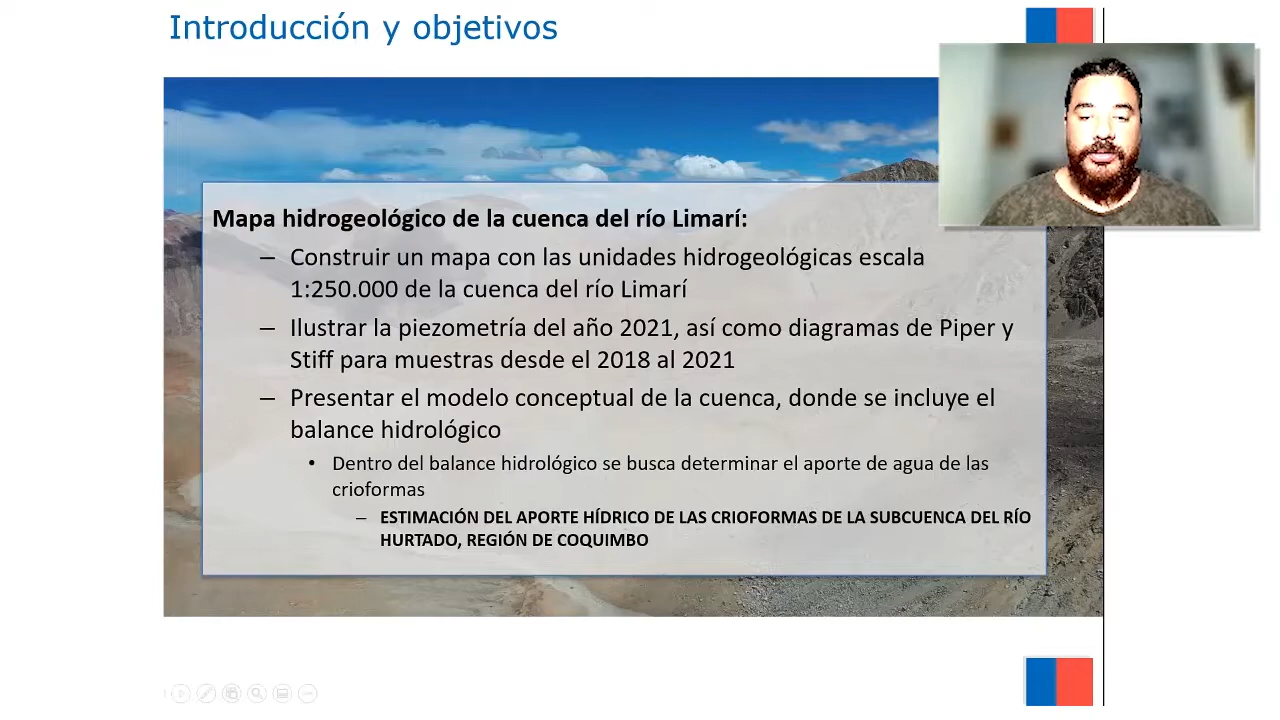 Introducción y objetivos
Mapa hidrogeológico de la cuenca del río Limarí:
– Construir un mapa con las unidades hidrogeológicas escala
1:250.000 de la cuenca del río Limarí
– Ilustrar la piezometría del año 2021, así como diagramas de Piper y
Stiff para muestras desde el 2018 al 2021
– Presentar el modelo conceptual de la cuenca, donde se incluye el
balance hidrológico
• Dentro del balance hidrológico se busca determinar el aporte de agua de las
crioformas
– ESTIMACIÓN DEL APORTE HÍDRICO DE LAS CRIOFORMAS DE LA SUBCUENCA DEL RÍO
HURTADO, REGIÓN DE COQUIMBO